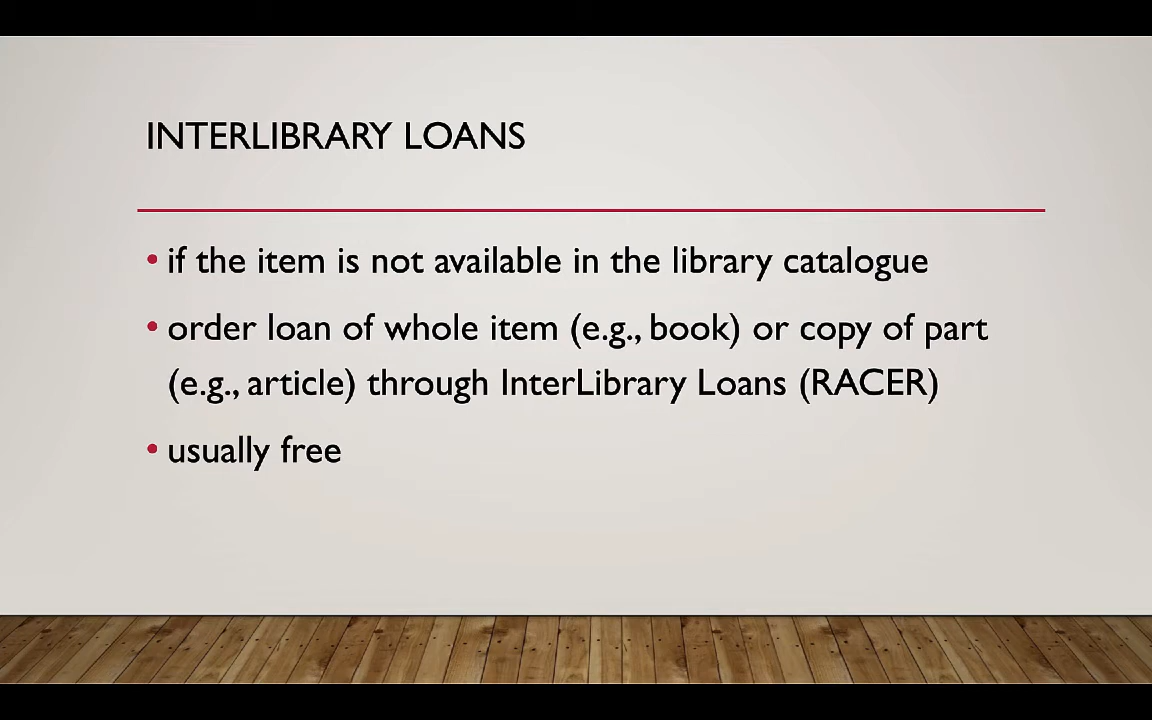 INTERLIBRARY LOANS
• if the item is not available in the library catalogue
• order loan of whole item (e.g., book) or copy of part
(e.g., article) through InterLibrary Loans (RACER)
• usually free